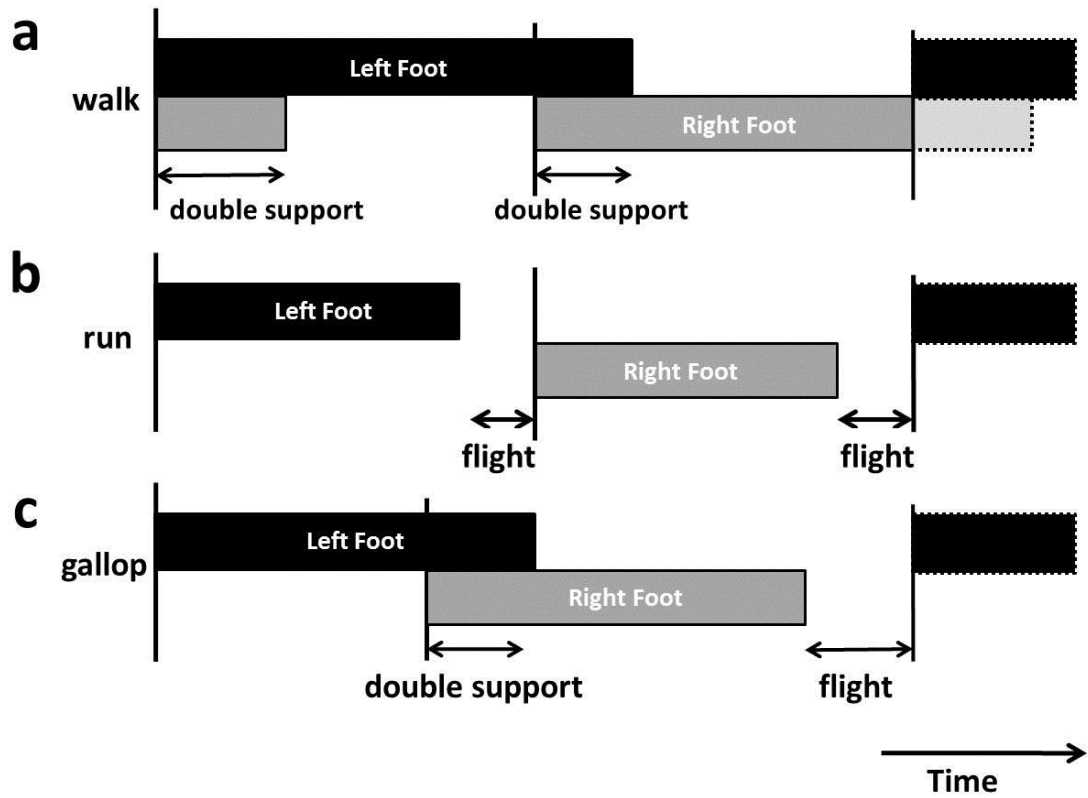 a
walk
Left Foot
Right Foot
double support
double support
b
run
Left Foot
Right Foot
flight
flight
c
gallop
Left Foot
Right Foot
double support
flight
Time